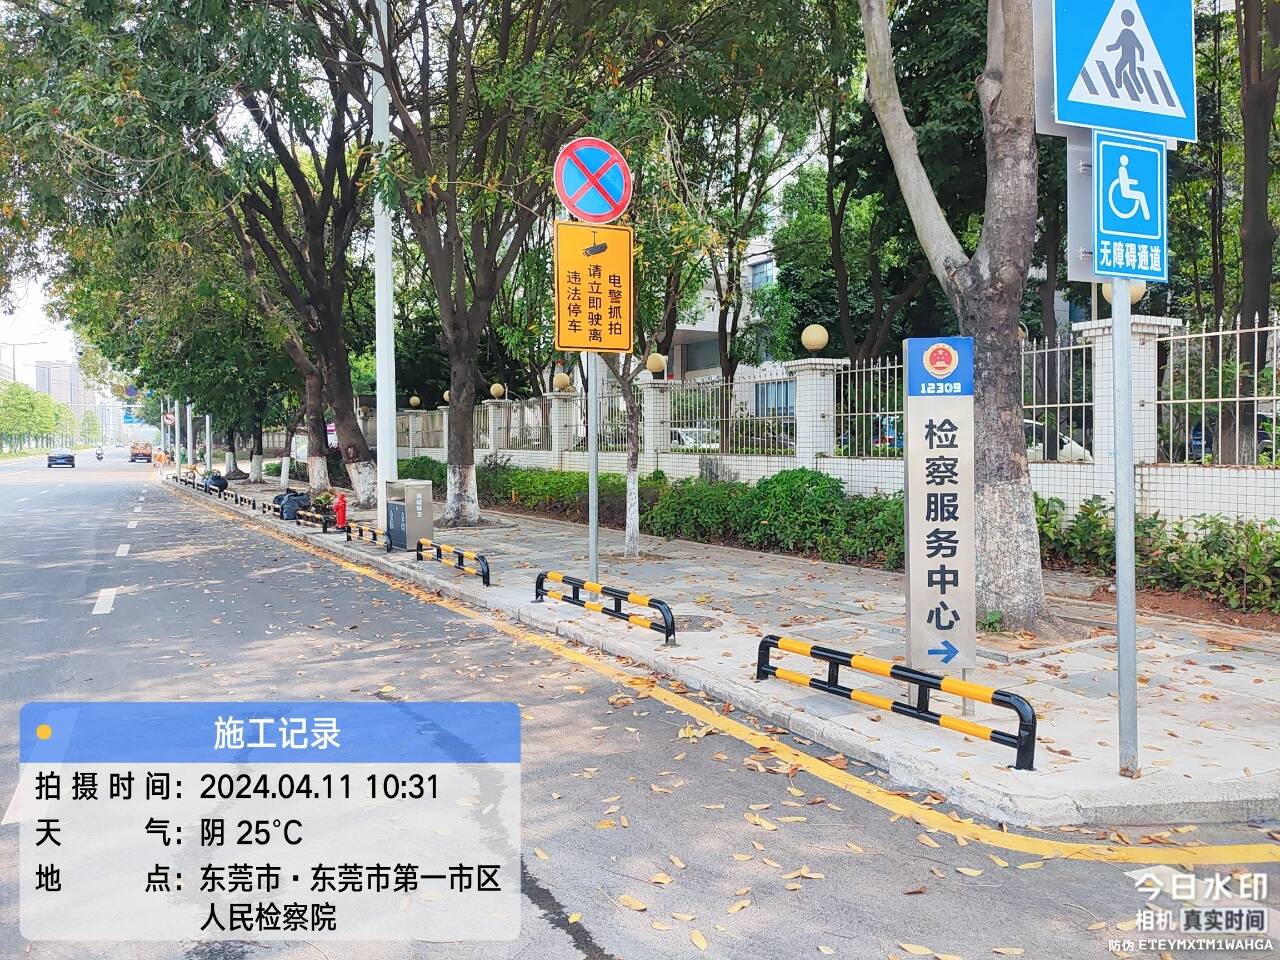 无障碍通道
电警抓拍
请立即驶离
违法停车
12309
检察服务中心
施工记录
拍摄时间：2024.04.11 10:31
天气：阴 25°C
地点：东莞市·东莞市第一市区
人民检察院
今日水印
相机 真实时间
防伪 ETEYMXTM1WAHGA